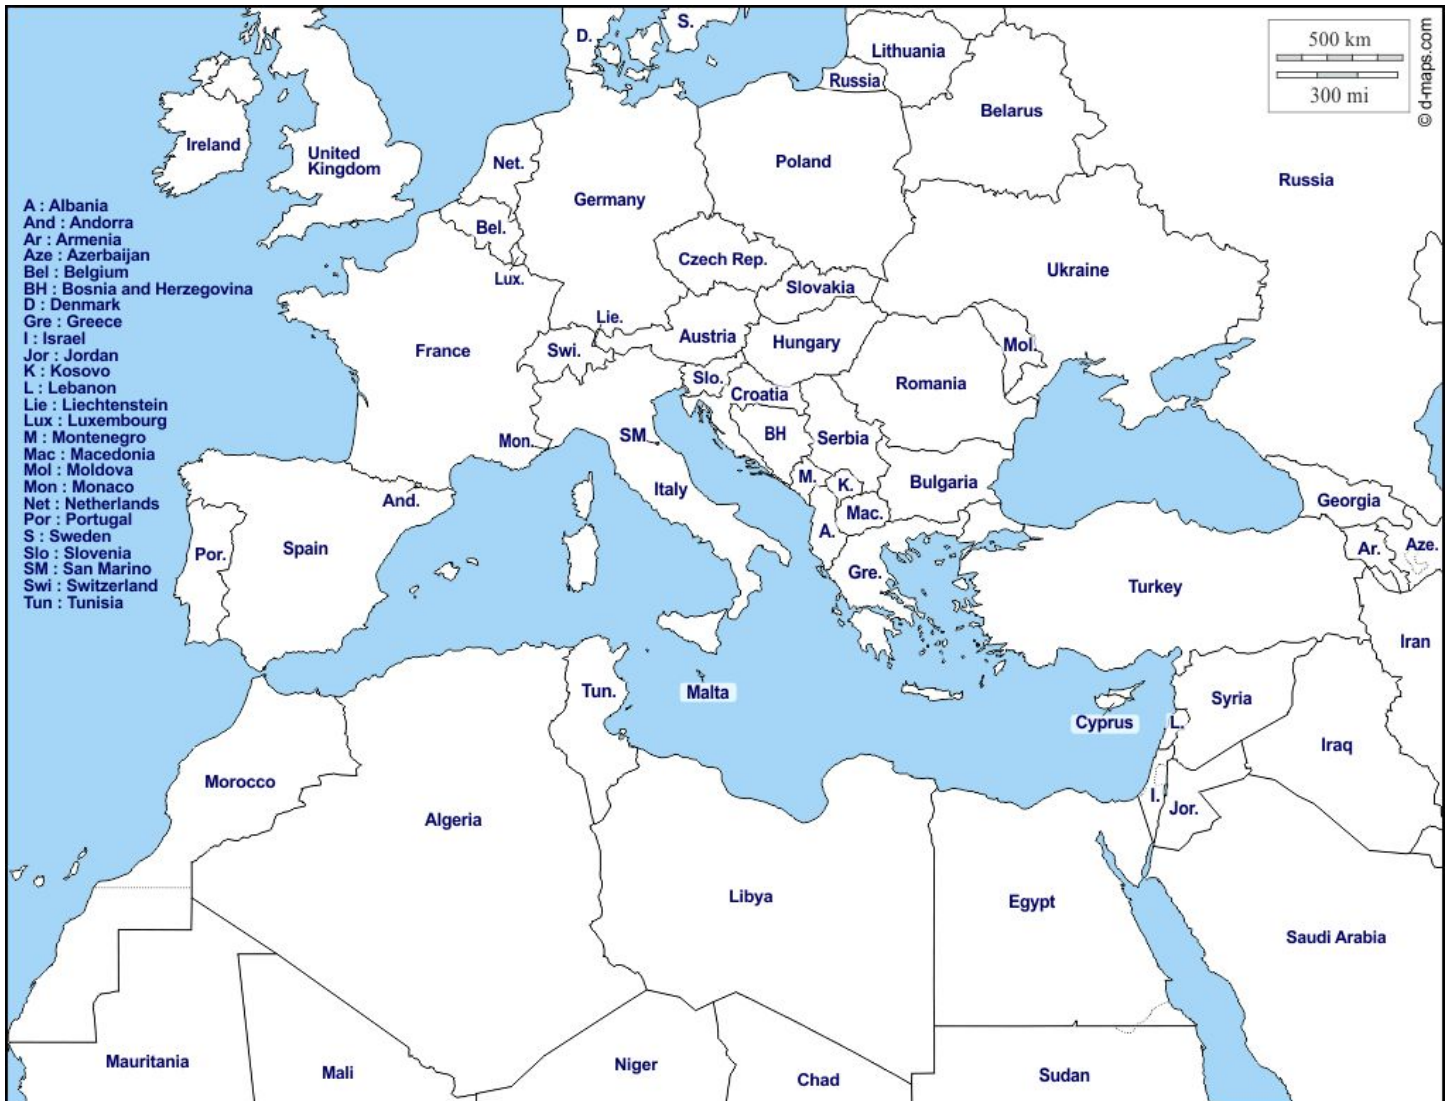 D.
S.
Lithuania
500 km
Russia
300 mi
© d-maps.com
Belarus
Ireland
United
Kingdom
Net.
Poland
Germany
Russia
A : Albania
And : Andorra
Ar : Armenia
Aze : Azerbaijan
Bel : Belgium
BH : Bosnia and Herzegovina
D : Denmark
Gre : Greece
I : Israel
Jor : Jordan
K : Kosovo
L : Lebanon
Lie : Liechtenstein
Lux : Luxembourg
M : Montenegro
Mac : Macedonia
Mol : Moldova
Mon : Monaco
Net : Netherlands
Por : Portugal
S : Sweden
Slo : Slovenia
SM : San Marino
Swi : Switzerland
Tun : Tunisia
Bel.
Czech Rep.
Ukraine
Lux.
Slovakia
Lie.
Austria
Hungary
Mol.
France
Swi.
Slo.
Romania
Croatia
Mon.
SM
BH
Serbia
And.
Italy
M.
K.
Bulgaria
Georgia
Mac.
A.
Por.
Spain
Ar.
Aze.
Gre.
Turkey
Iran
Tun.
Malta
Syria
Cyprus
L.
Iraq
Morocco
Algeria
I.
Jor.
Libya
Egypt
Saudi Arabia
Mauritania
Mali
Niger
Chad
Sudan